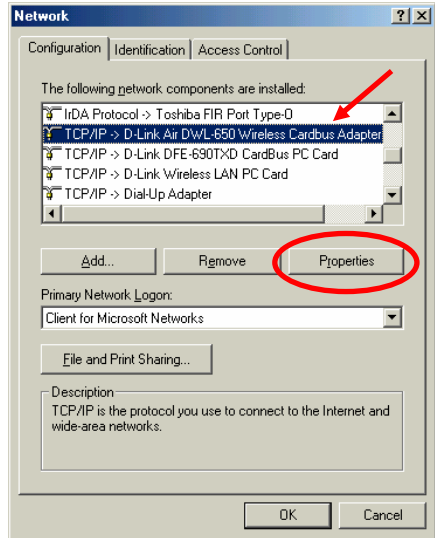 Network
Configuration Identification Access Control
The following network components are installed:
IrDA Protocol -> Toshiba FIR Port Type-O
TCP/IP -> D-Link Air DWL-650 Wireless Cardbus Adapter
TCP/IP -> D-Link DFE-690TXD CardBus PC Card
TCP/IP -> D-Link Wireless LAN PC Card
TCP/IP -> Dial-Up Adapter
Add... Remove Properties
Primary Network Logon:
Client for Microsoft Networks
File and Print Sharing...
Description
TCP/IP is the protocol you use to connect to the Internet and
wide-area networks.
OK Cancel